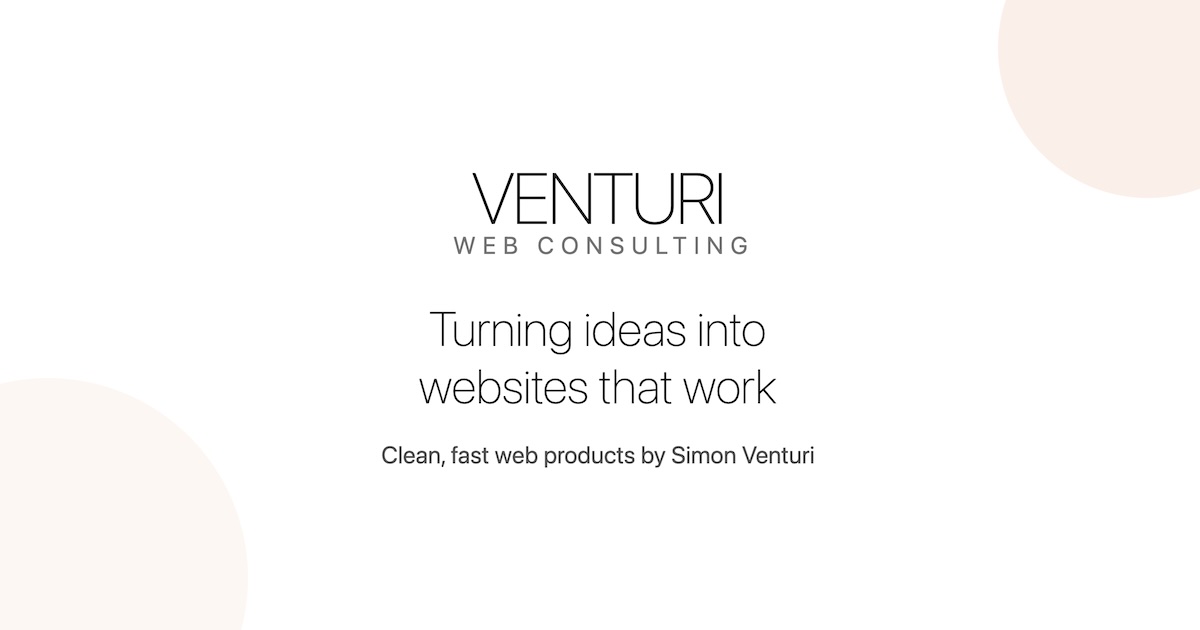 VENTURI
WEB CONSULTING
Turning ideas into
websites that work
Clean, fast web products by Simon Venturi